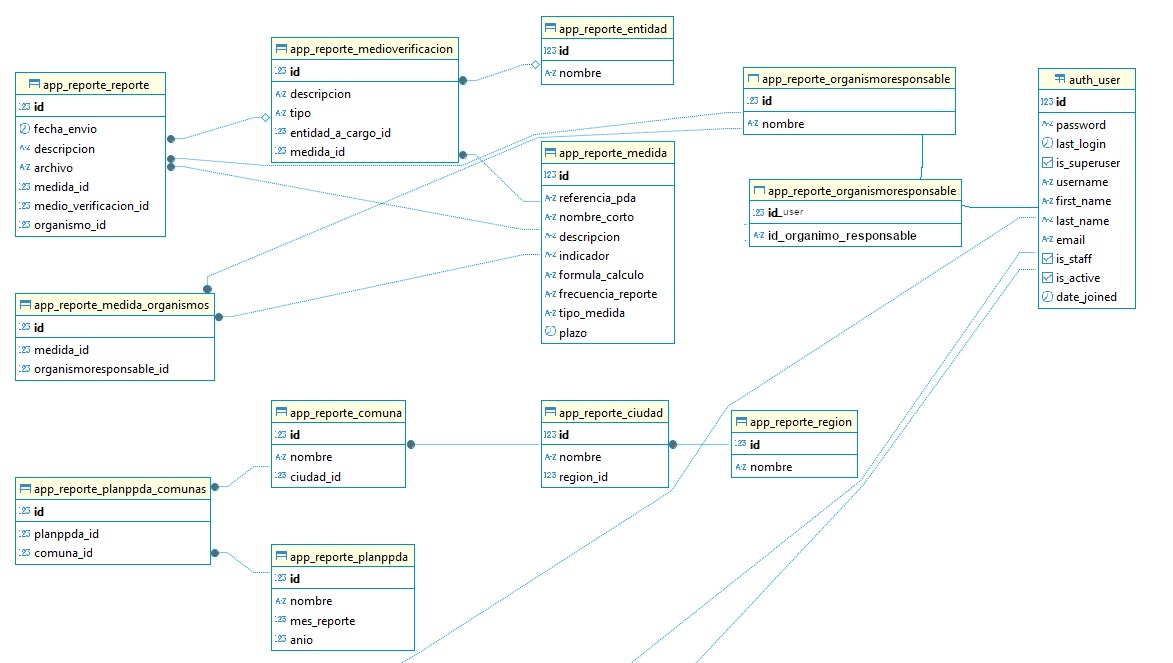 app_reporte_reporte
123 id
fecha_envio
A-Z descripcion
A-Z archivo
123 medida_id
123 medio_verificacion_id
123 organismo_id
app_reporte_medioverificacion
123 id
A-Z descripcion
A-Z tipo
123 entidad_a_cargo_id
123 medida_id
app_reporte_entidad
123 id
A-Z nombre
app_reporte_medida
123 id
A-Z referencia_pda
A-Z nombre_corto
A-Z descripcion
A-Z indicador
A-Z formula_calculo
A-Z frecuencia_reporte
A-Z tipo_medida
plazo
app_reporte_organismoresponsable
123 id
A-Z nombre
app_reporte_organismoresponsable
123 id_user
A-Z id_organimo_responsable
auth_user
123 id
A-Z password
last_login
is_superuser
A-Z username
A-Z first_name
A-Z last_name
A-Z email
is_staff
is_active
date_joined
app_reporte_medida_organismos
123 id
123 medida_id
123 organismoresponsable_id
app_reporte_comuna
123 id
A-Z nombre
123 ciudad_id
app_reporte_ciudad
123 id
A-Z nombre
123 region_id
app_reporte_region
123 id
A-Z nombre
app_reporte_planppda_comunas
123 id
123 planppda_id
123 comuna_id
app_reporte_planppda
123 id
A-Z nombre
123 mes_reporte
123 anio